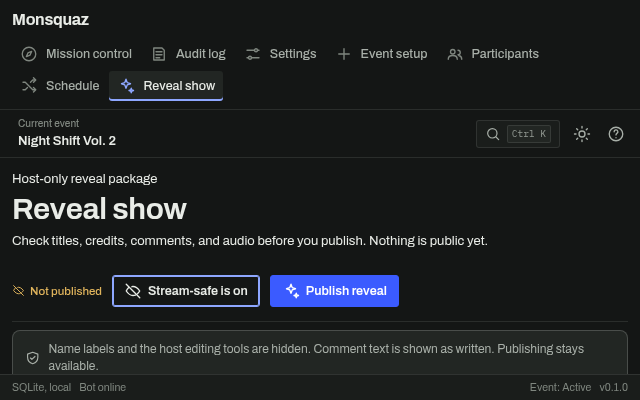 Monsquaz
Mission control
Audit log
Settings
Event setup
Participants
Schedule
Reveal show
Current event
Night Shift Vol. 2
Ctrl K
Host-only reveal package
Reveal show
Check titles, credits, comments, and audio before you publish. Nothing is public yet.
Not published
Stream-safe is on
Publish reveal
Name labels and the host editing tools are hidden. Comment text is shown as written. Publishing stays
available.
SQLite, local
Bot online
Event: Active
v0.1.0